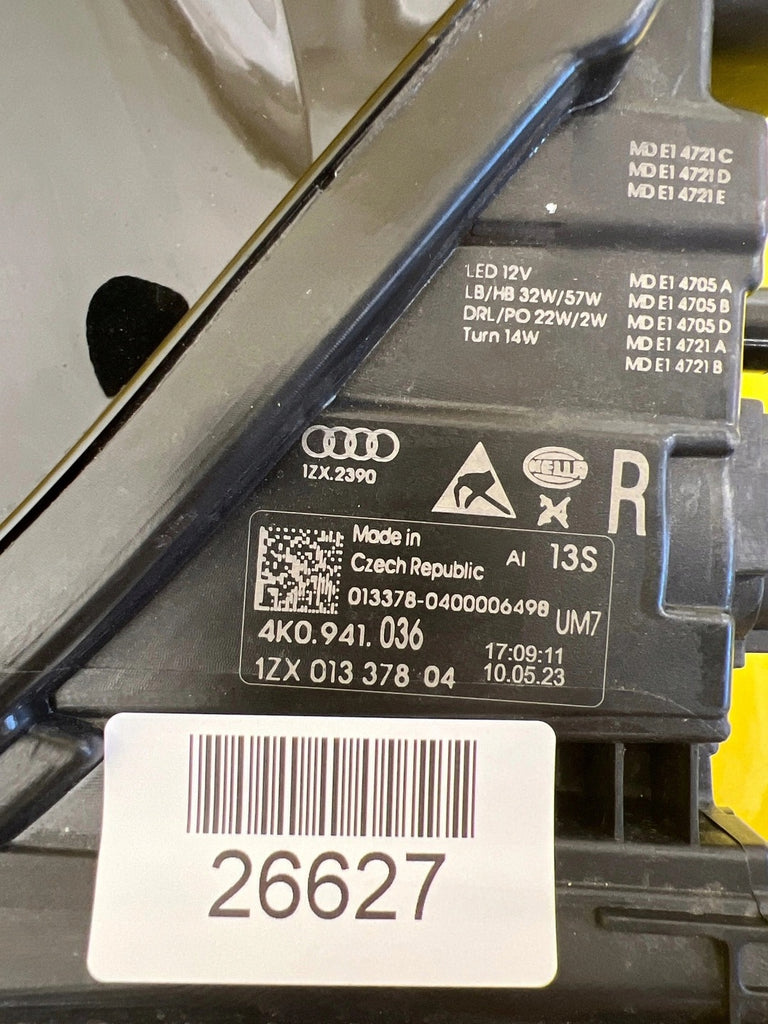 MD E1 4721 C
MD E1 4721 D
MD E1 4721 E
LED 12V
LB/HB 32W/57W
DRL/PO 22W/2W
Turn 14W
MD E1 4705 A
MD E1 4705 B
MD E1 4705 D
MD E1 4721 A
MD E1 4721 B
1ZX.2390
HELLA
R
Made in
Czech Republic
AI 13S
013378-0400006498
UM7
4K0.941.036
17:09:11
1ZX 013 378 04
10.05.23
26627